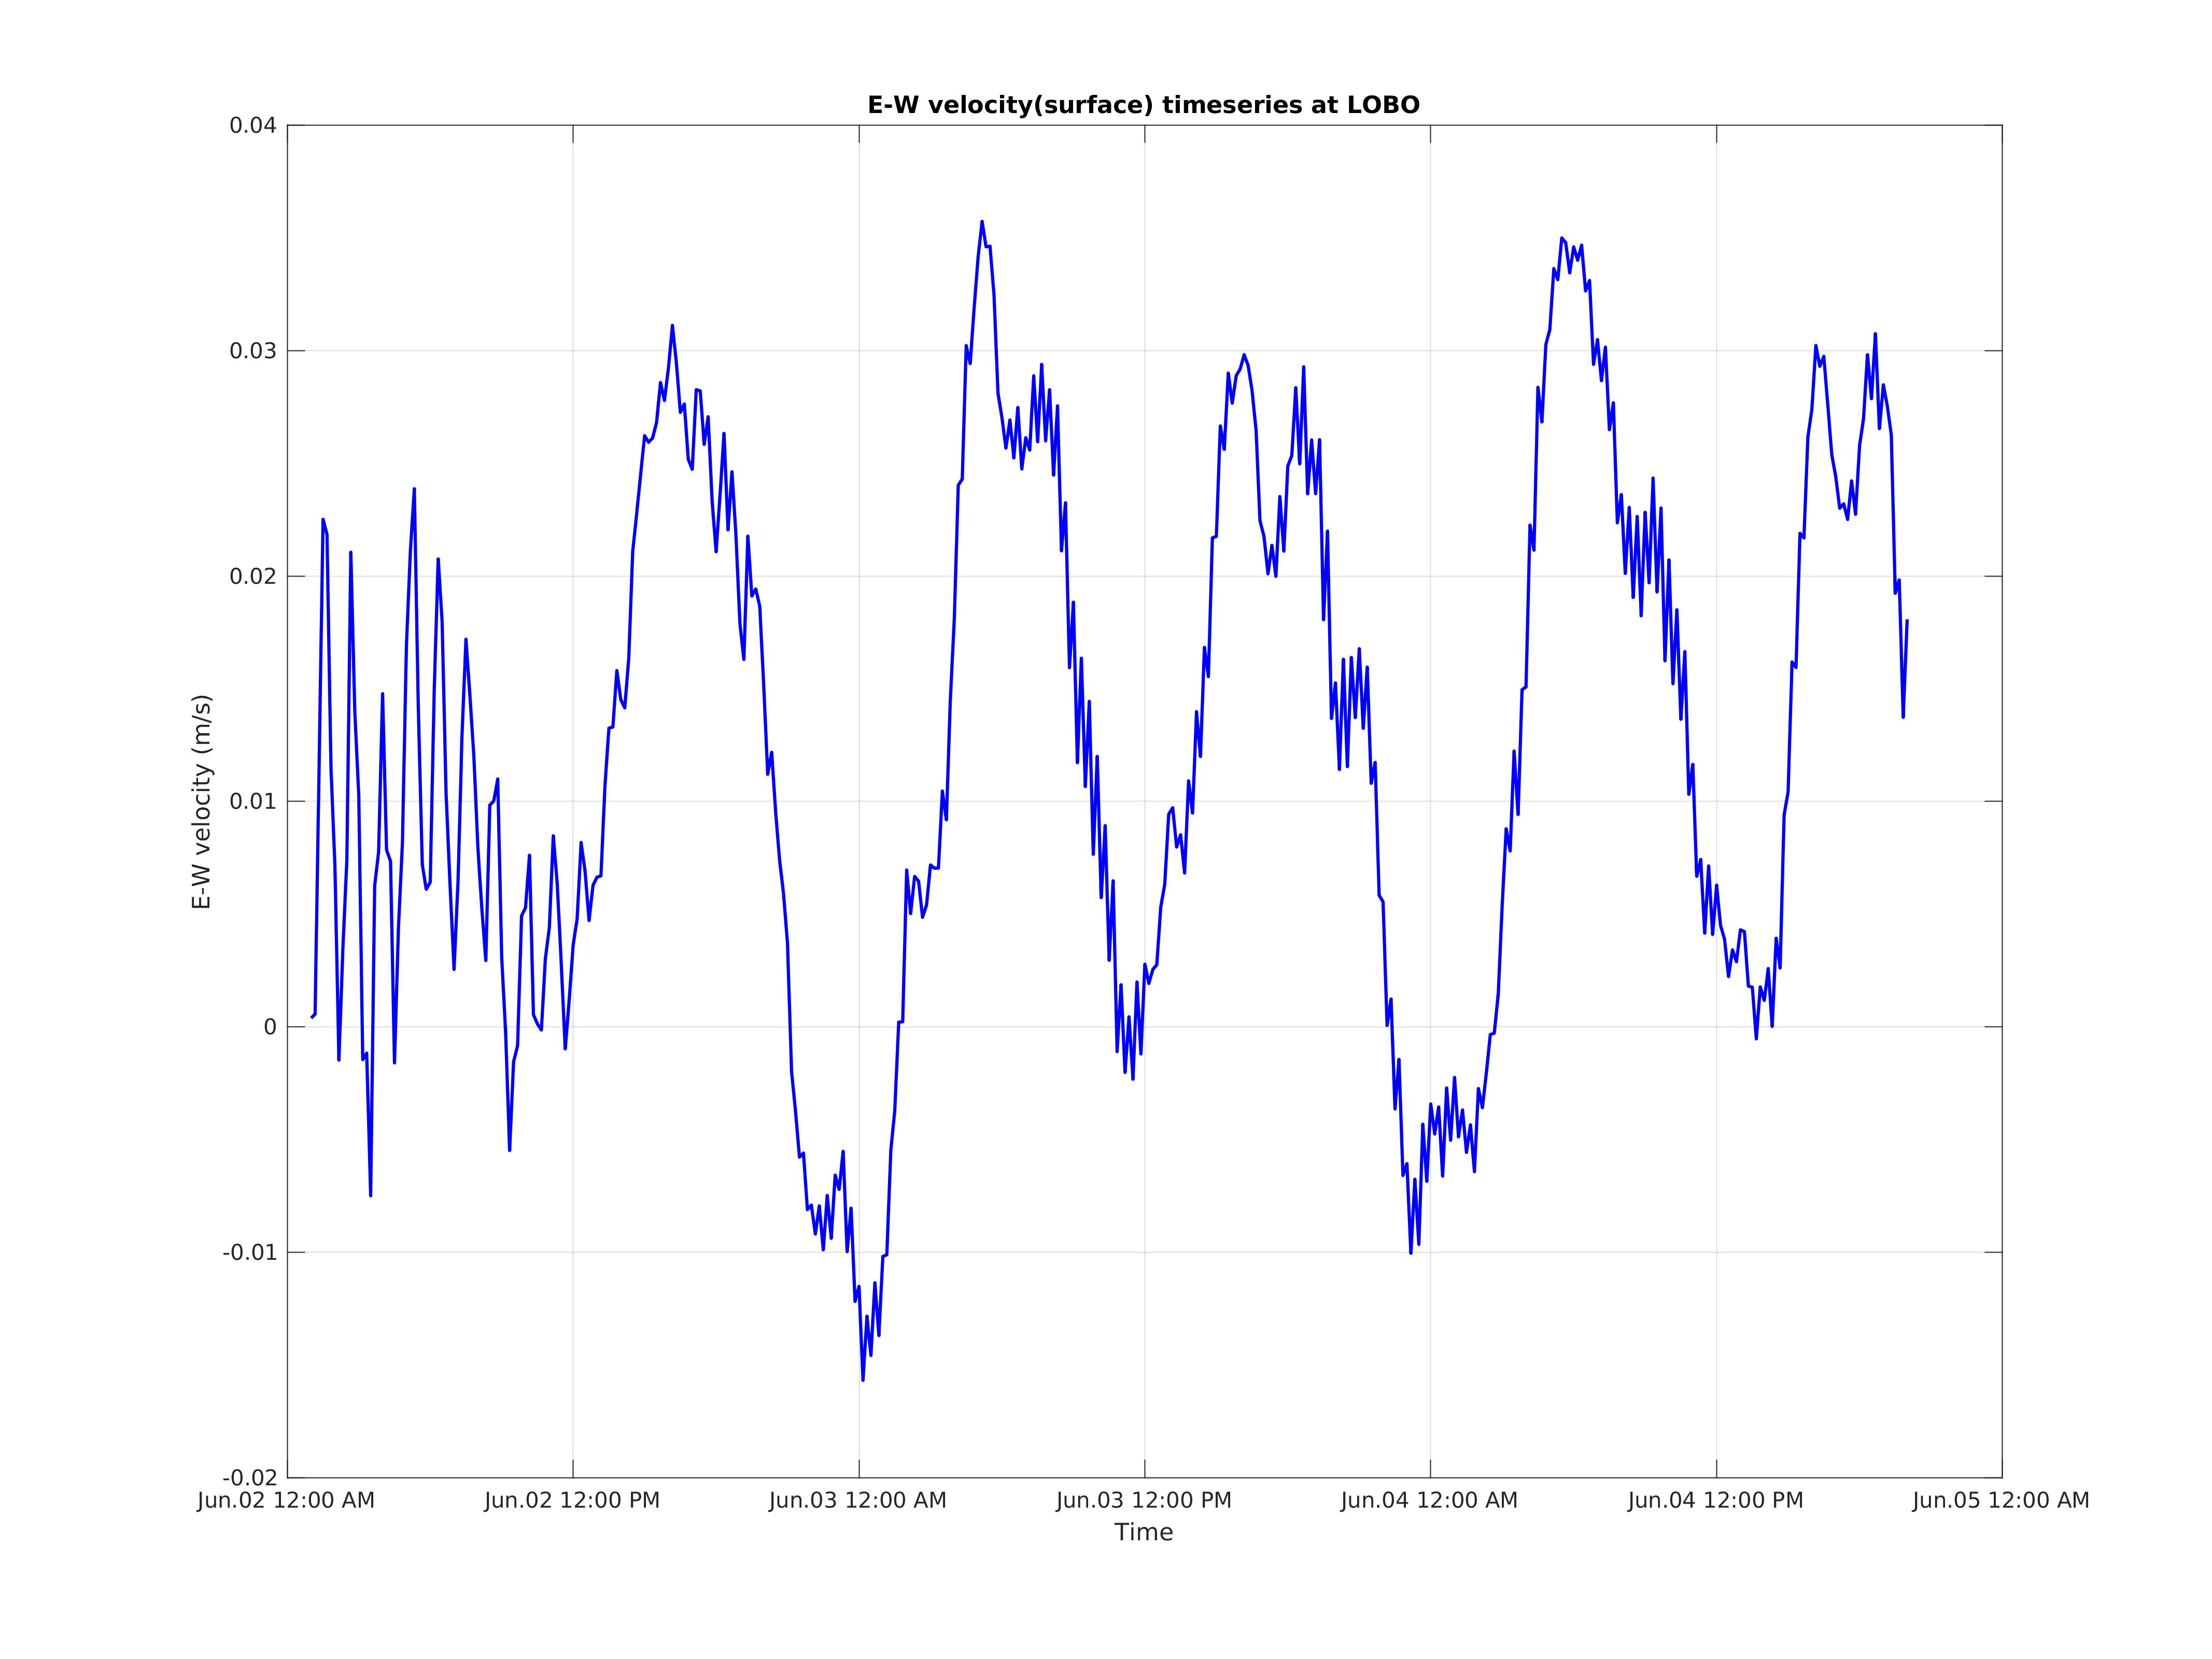 E-W velocity(surface) timeseries at LOBO
0.04
0.03
0.02
0.01
0
-0.01
-0.02
E-W velocity (m/s)
Jun.02 12:00 AM
Jun.02 12:00 PM
Jun.03 12:00 AM
Jun.03 12:00 PM
Jun.04 12:00 AM
Jun.04 12:00 PM
Jun.05 12:00 AM
Time